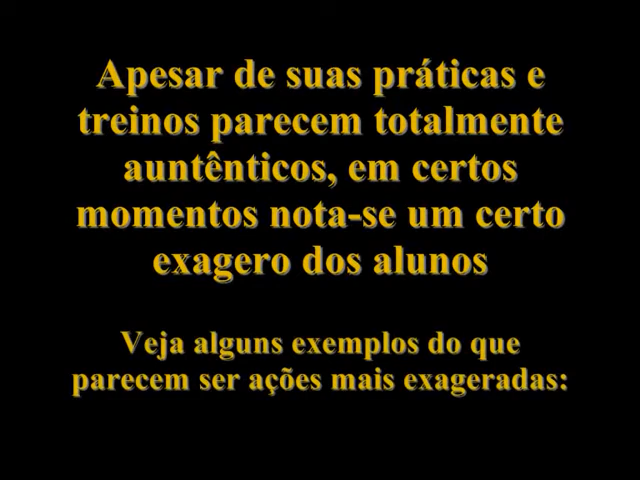 Apesar de suas práticas e
treinos parecem totalmente
auntênticos, em certos
momentos nota-se um certo
exagero dos alunos
Veja alguns exemplos do que
parecem ser ações mais exageradas: